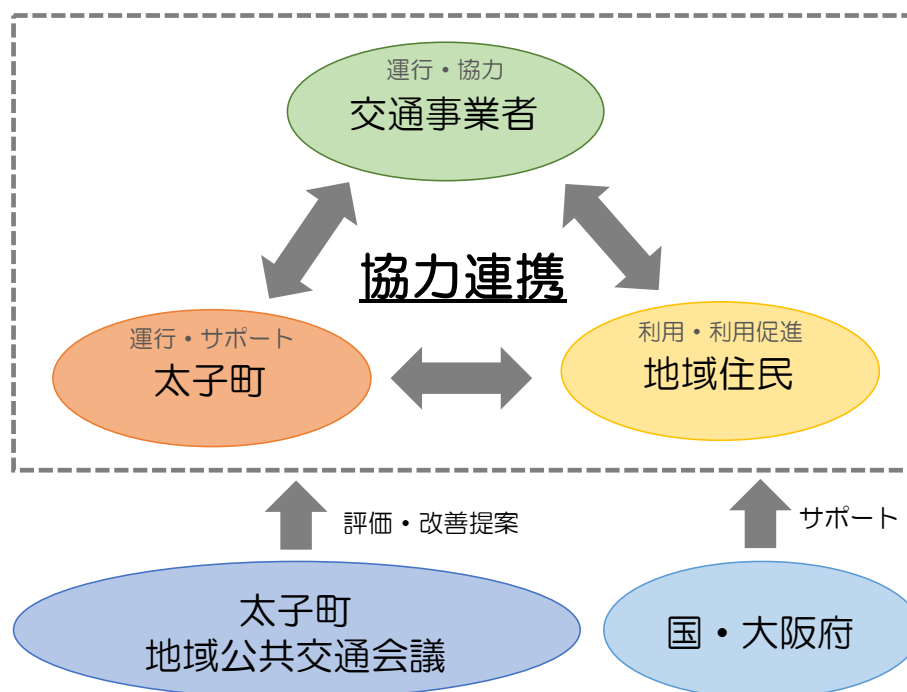 運行・協力
交通事業者
協力連携
運行・サポート
太子町
利用・利用促進
地域住民
評価・改善提案
サポート
太子町
地域公共交通会議
国・大阪府